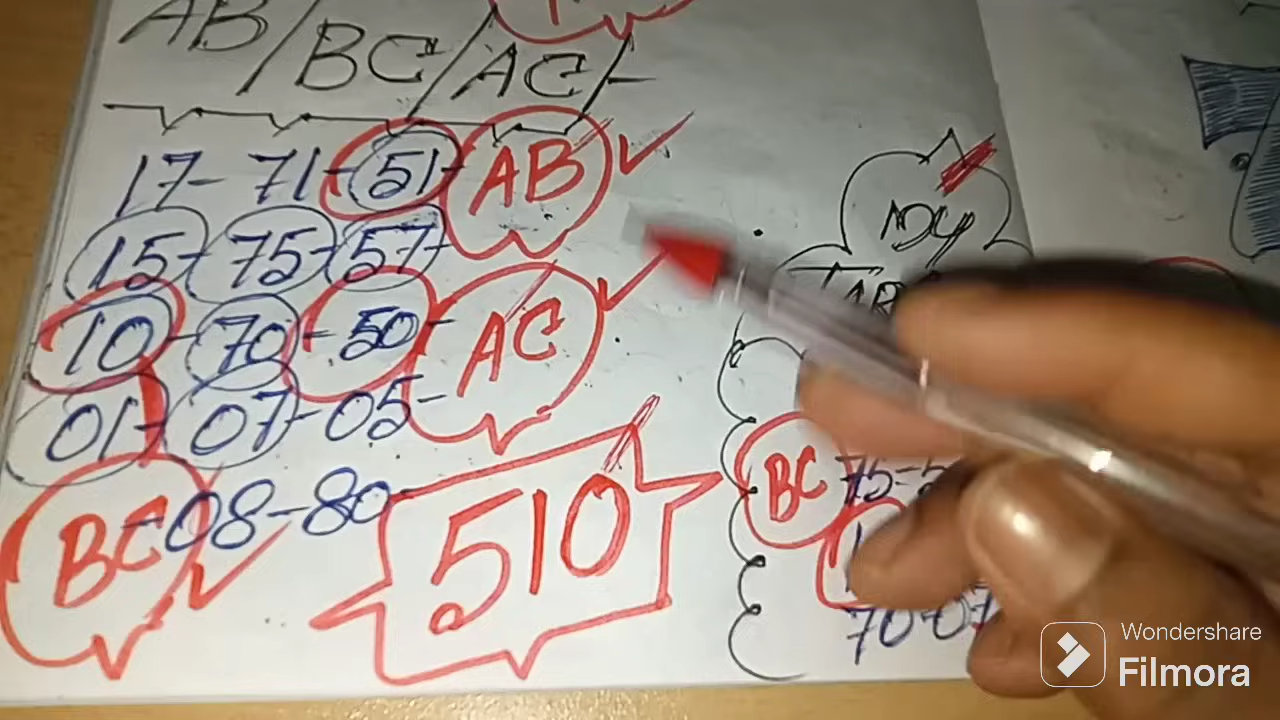 AB/BC/AC/-
17- 71-51- AB
15-75-57-
10-70-50- AC
01-07-05-
BC-08-80
510
BC 75-5
70-07
Wondershare
Filmora